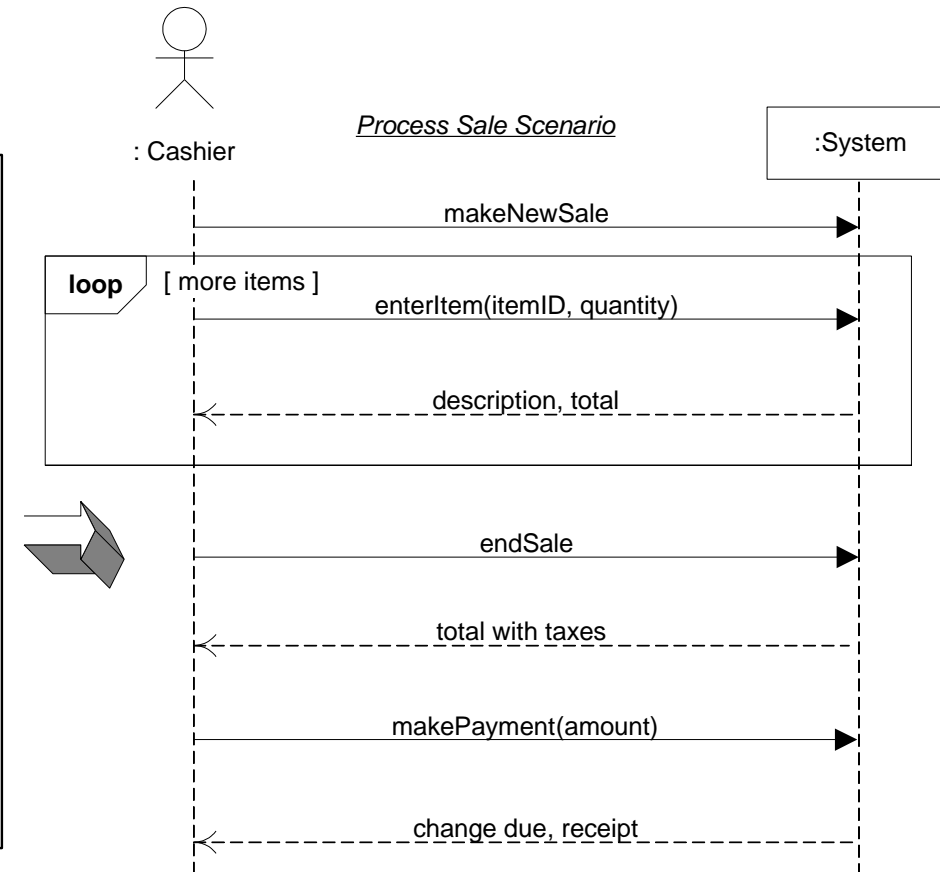 Process Sale Scenario
: Cashier
:System
makeNewSale
loop
[ more items ]
enterItem(itemID, quantity)
description, total
endSale
total with taxes
makePayment(amount)
change due, receipt